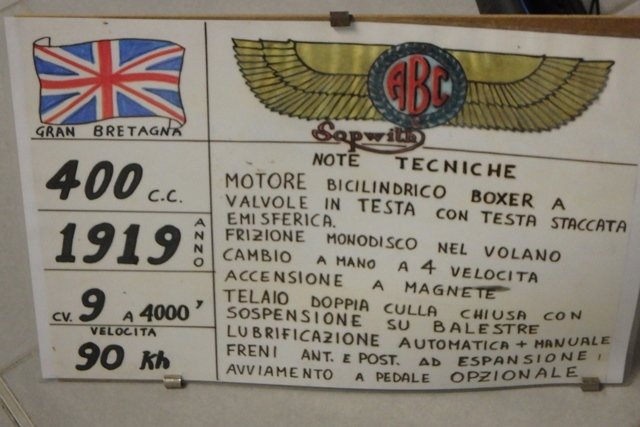 GRAN BRETAGNA
400 C.C.
1919 ANNO
CV. 9 A 4000'
VELOCITA
90 Kh
ABC
Sopwith
NOTE TECNICHE
MOTORE BICILINDRICO BOXER A
VALVOLE IN TESTA CON TESTA STACCATA
EMISFERICA.
FRIZIONE MONODISCO NEL VOLANO
CAMBIO A MANO A 4 VELOCITA
ACCENSIONE A MAGNETE
TELAIO DOPPIA CULLA CHIUSA CON
SOSPENSIONE SU BALESTRE
LUBRIFICAZIONE AUTOMATICA + MANUALE
FRENI ANT. E POST. AD ESPANSIONE
AVVIAMENTO A PEDALE OPZIONALE